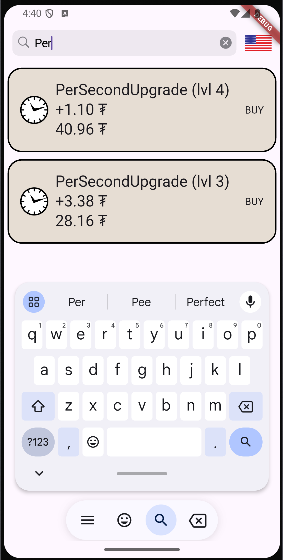 4:40
DEBUG
Per
PerSecondUpgrade (lvl 4)
+1.10 ₮
40.96 ₮
BUY
PerSecondUpgrade (lvl 3)
+3.38 ₮
28.16 ₮
BUY
Per Pee Perfect
q1 w2 e3 r4 t5 y6 u7 i8 o9 p0
a s d f g h j k l
z x c v b n m
?123 , .